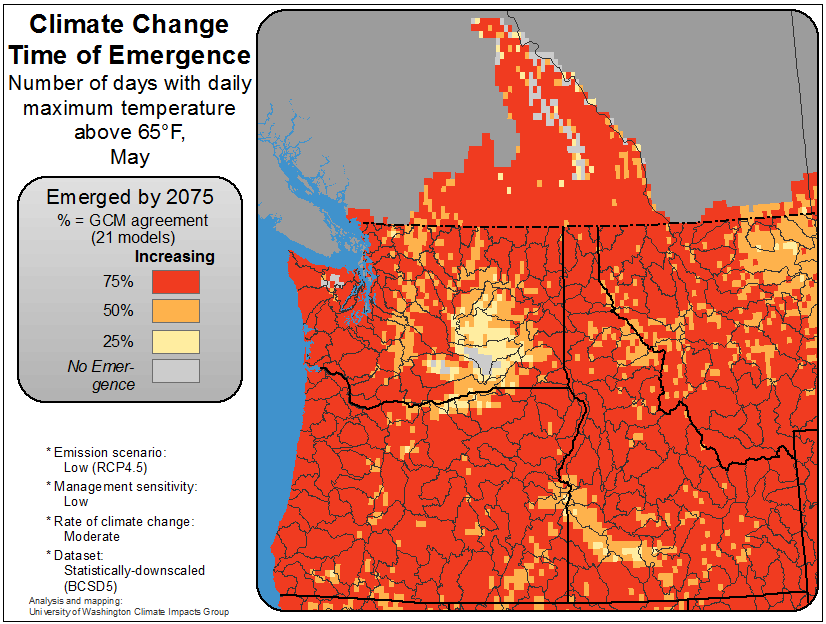 Climate Change
Time of Emergence
Number of days with daily
maximum temperature
above 65°F,
May
Emerged by 2075
% = GCM agreement
(21 models)
Increasing
75%
50%
25%
No Emer-
gence
* Emission scenario:
Low (RCP4.5)
* Management sensitivity:
Low
* Rate of climate change:
Moderate
* Dataset:
Statistically-downscaled
(BCSD5)
Analysis and mapping:
University of Washington Climate Impacts Group